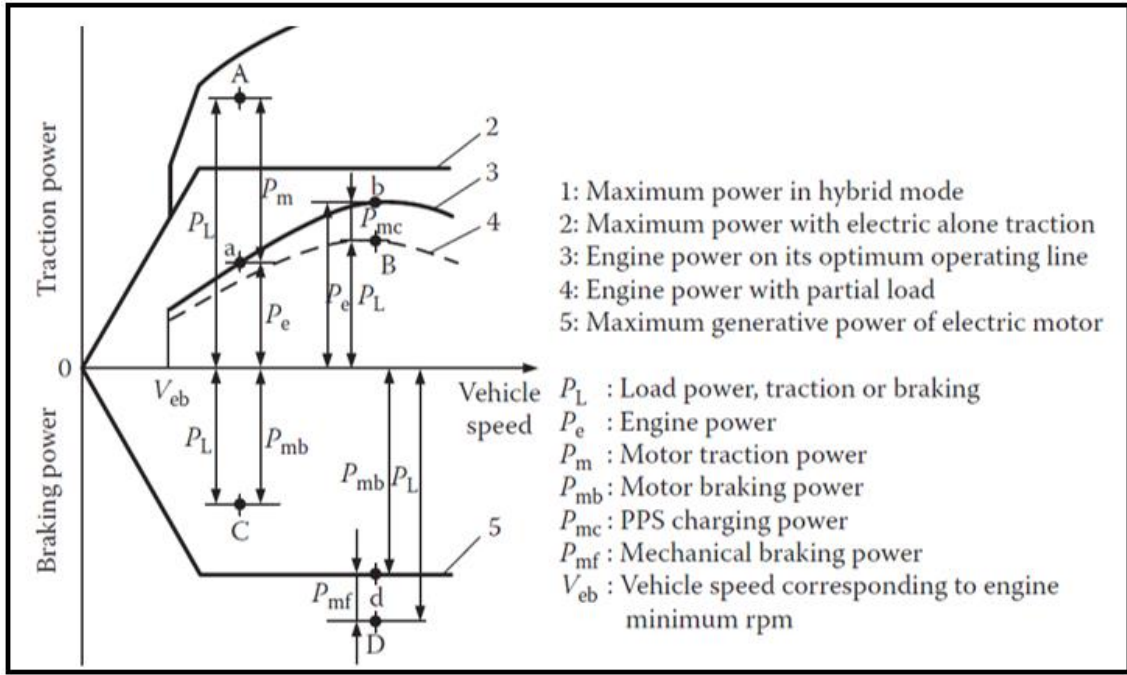 Traction power
Braking power
A
2
3
b
P_m
P_L
P_mc
4
a
B
P_e
P_e P_L
0
V_eb
Vehicle
speed
P_L
P_mb
P_mb P_L
C
5
P_mf
d
D
1: Maximum power in hybrid mode
2: Maximum power with electric alone traction
3: Engine power on its optimum operating line
4: Engine power with partial load
5: Maximum generative power of electric motor
P_L : Load power, traction or braking
P_e : Engine power
P_m : Motor traction power
P_mb : Motor braking power
P_mc : PPS charging power
P_mf : Mechanical braking power
V_eb : Vehicle speed corresponding to engine
minimum rpm